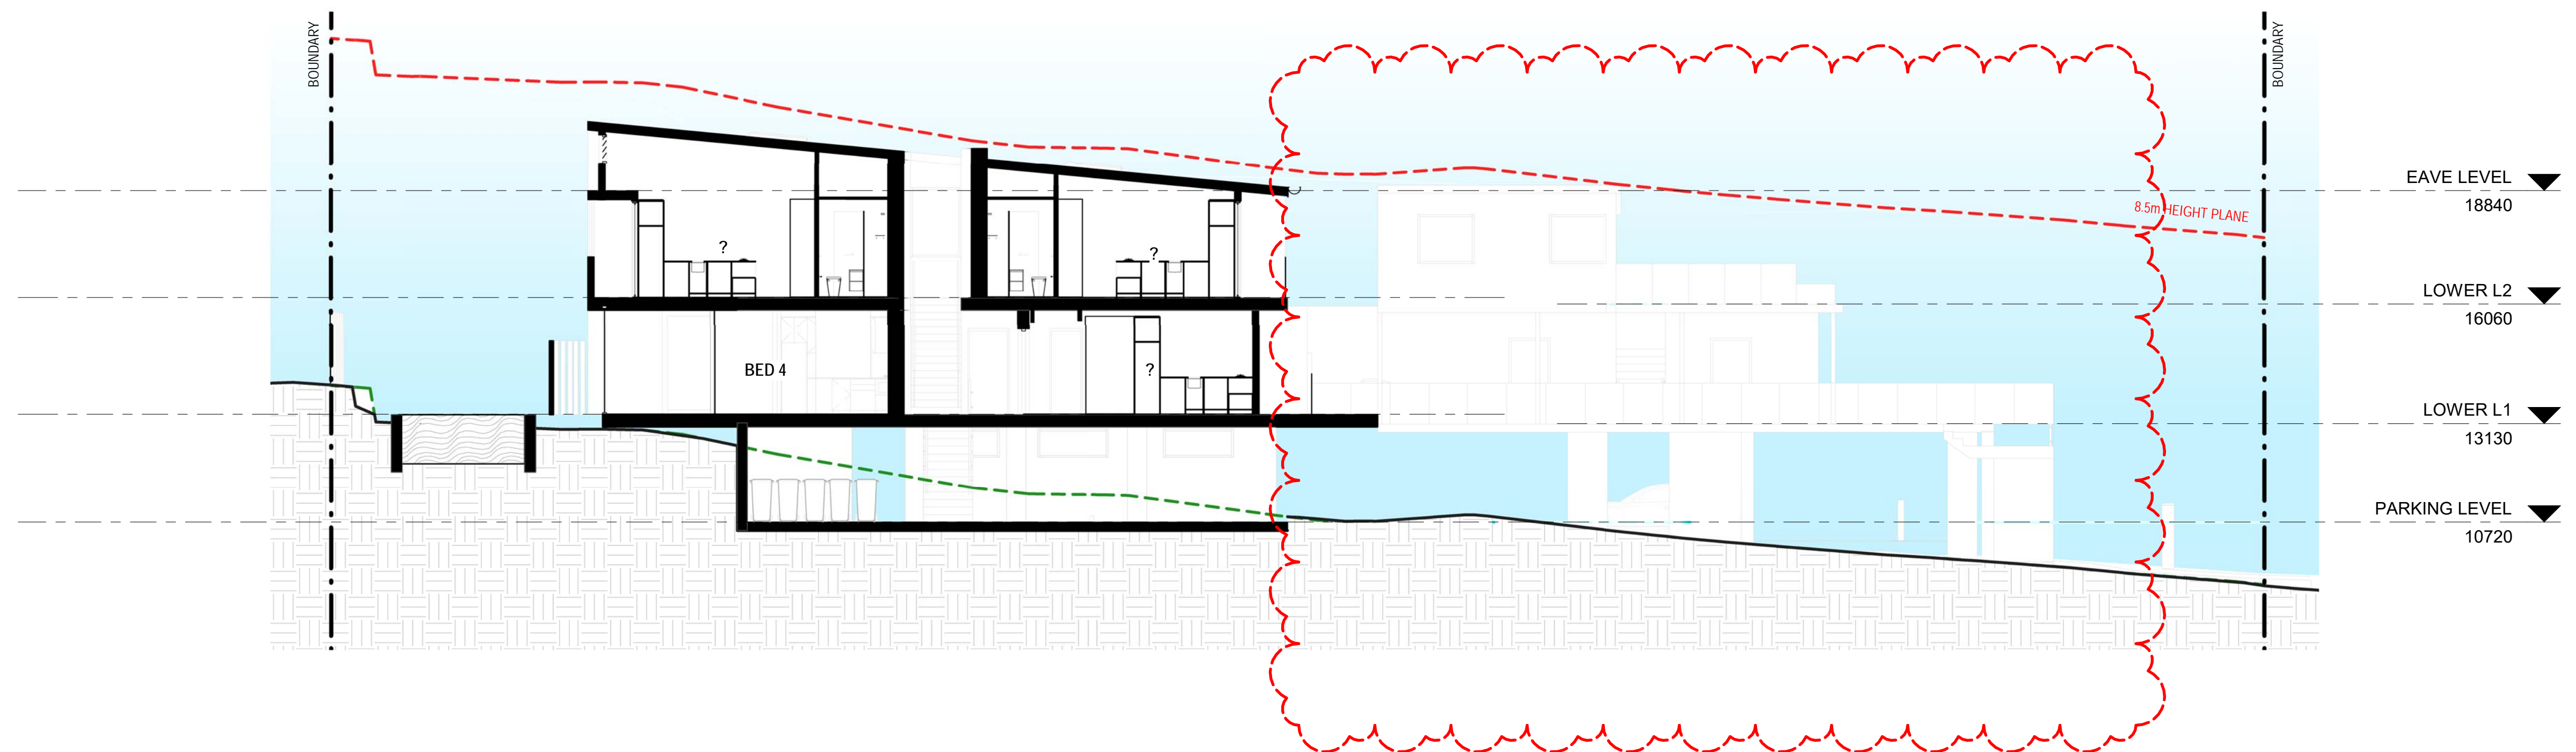 BOUNDARY
BOUNDARY
EAVE LEVEL
18840
8.5m HEIGHT PLANE
?
?
LOWER L2
16060
BED 4
?
LOWER L1
13130
PARKING LEVEL
10720